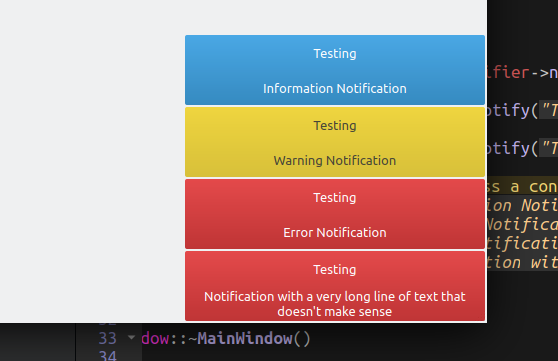 Testing
Information Notification
Testing
Warning Notification
Testing
Error Notification
Testing
Notification with a very long line of text that
doesn't make sense
ifier->n
otify("T
otify("T
ss a con
ion Noti
Notifica
tificati
tion wit
33 dow::~MainWindow()
34